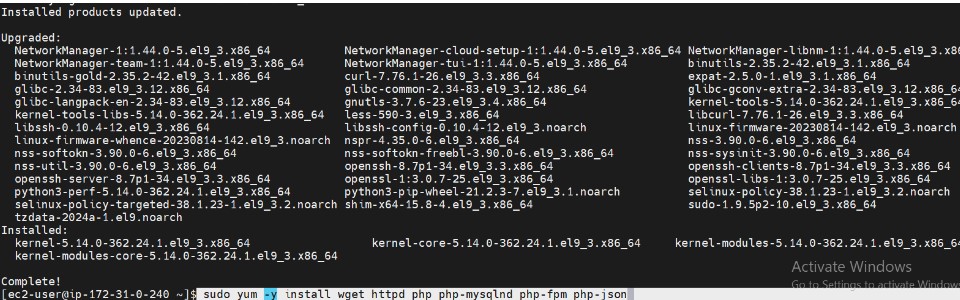 Installed products updated.
Upgraded:
NetworkManager-1:1.44.0-5.el9_3.x86_64 NetworkManager-cloud-setup-1:1.44.0-5.el9_3.x86_64 NetworkManager-libnm-1:1.44.0-5.el9_3.x8
NetworkManager-team-1:1.44.0-5.el9_3.x86_64 NetworkManager-tui-1:1.44.0-5.el9_3.x86_64 binutils-2.35.2-42.el9_3.1.x86_64
binutils-gold-2.35.2-42.el9_3.1.x86_64 curl-7.76.1-26.el9_3.3.x86_64 expat-2.5.0-1.el9_3.1.x86_64
glibc-2.34-83.el9_3.12.x86_64 glibc-common-2.34-83.el9_3.12.x86_64 glibc-gconv-extra-2.34-83.el9_3.12.x86_6
glibc-langpack-en-2.34-83.el9_3.12.x86_64 gnutls-3.7.6-23.el9_3.4.x86_64 kernel-tools-5.14.0-362.24.1.el9_3.x86_64
kernel-tools-libs-5.14.0-362.24.1.el9_3.x86_64 less-590-3.el9_3.x86_64 libcurl-7.76.1-26.el9_3.3.x86_64
libssh-0.10.4-12.el9_3.x86_64 libssh-config-0.10.4-12.el9_3.noarch linux-firmware-20230814-142.el9_3.noarch
linux-firmware-whence-20230814-142.el9_3.noarch nspr-4.35.0-6.el9_3.x86_64 nss-3.90.0-6.el9_3.x86_64
nss-softokn-3.90.0-6.el9_3.x86_64 nss-softokn-freebl-3.90.0-6.el9_3.x86_64 nss-sysinit-3.90.0-6.el9_3.x86_64
nss-util-3.90.0-6.el9_3.x86_64 openssh-8.7p1-34.el9_3.3.x86_64 openssh-clients-8.7p1-34.el9_3.3.x86_64
openssh-server-8.7p1-34.el9_3.3.x86_64 openssl-1:3.0.7-25.el9_3.x86_64 openssl-libs-1:3.0.7-25.el9_3.x86_64
python3-perf-5.14.0-362.24.1.el9_3.x86_64 python3-pip-wheel-21.2.3-7.el9_3.1.noarch selinux-policy-38.1.23-1.el9_3.2.noarch
selinux-policy-targeted-38.1.23-1.el9_3.2.noarch shim-x64-15.8-4.el9_3.x86_64 sudo-1.9.5p2-10.el9_3.x86_64
tzdata-2024a-1.el9.noarch
Installed:
kernel-5.14.0-362.24.1.el9_3.x86_64 kernel-core-5.14.0-362.24.1.el9_3.x86_64 kernel-modules-5.14.0-362.24.1.el9_3.x86_64
kernel-modules-core-5.14.0-362.24.1.el9_3.x86_64
Complete!
Activate Windows
Go to Settings to activate Windows
[ec2-user@ip-172-31-0-240 ~]$ sudo yum -y install wget httpd php php-mysqlnd php-fpm php-json